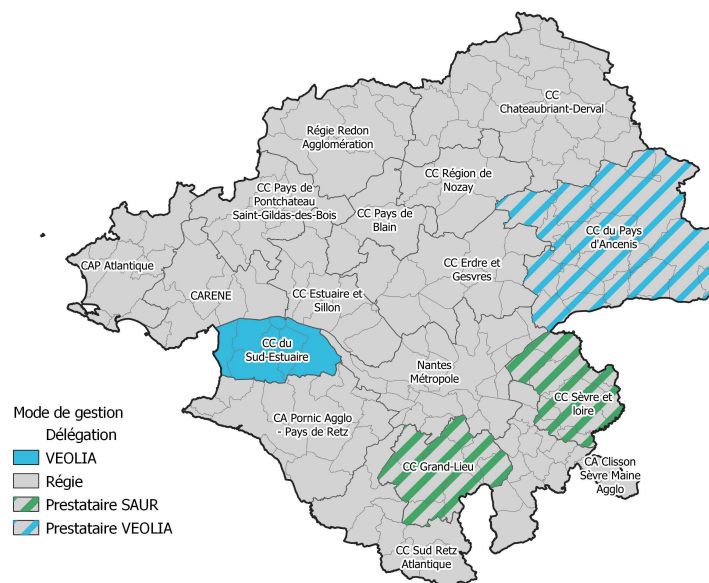 CC
Chateaubriant-Derval
Régie Redon
Agglomération
CC Région de
Nozay
CC Pays de
Pontchateau
Saint-Gildas-des-Bois
CC Pays de
Blain
CC du Pays
d'Ancenis
CAP Atlantique
CC Erdre et
Gesvres
CARENE
CC Estuaire et
Sillon
CC du
Sud-Estuaire
Nantes
Métropole
CC Sèvre et
loire
CA Pornic Agglo
- Pays de Retz
CC Grand-Lieu
CA Clisson
Sèvre Maine
Agglo
CC Sud Retz
Atlantique
Mode de gestion
Délégation
VEOLIA
Régie
Prestataire SAUR
Prestataire VEOLIA